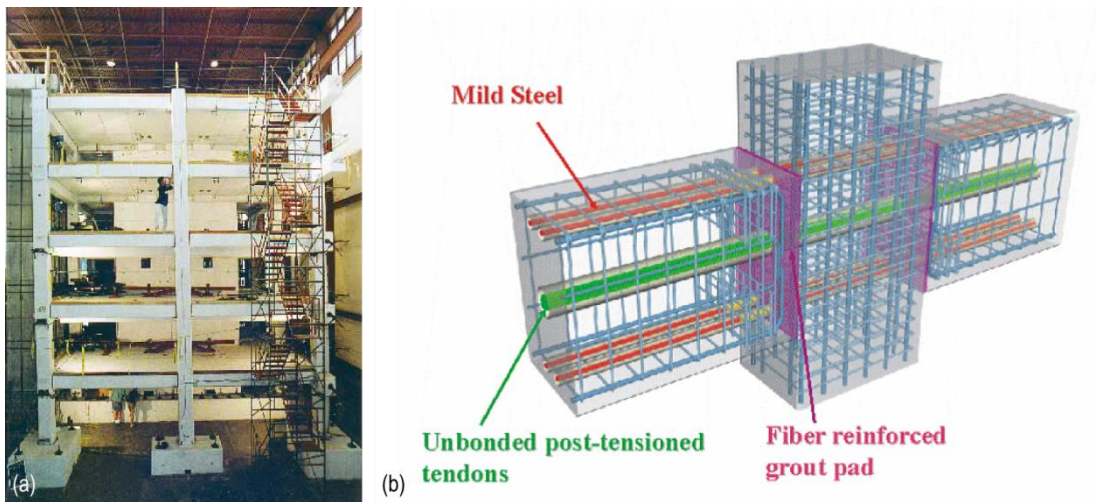 Mild Steel
Unbonded post-tensioned
tendons
Fiber reinforced
grout pad
(a)
(b)